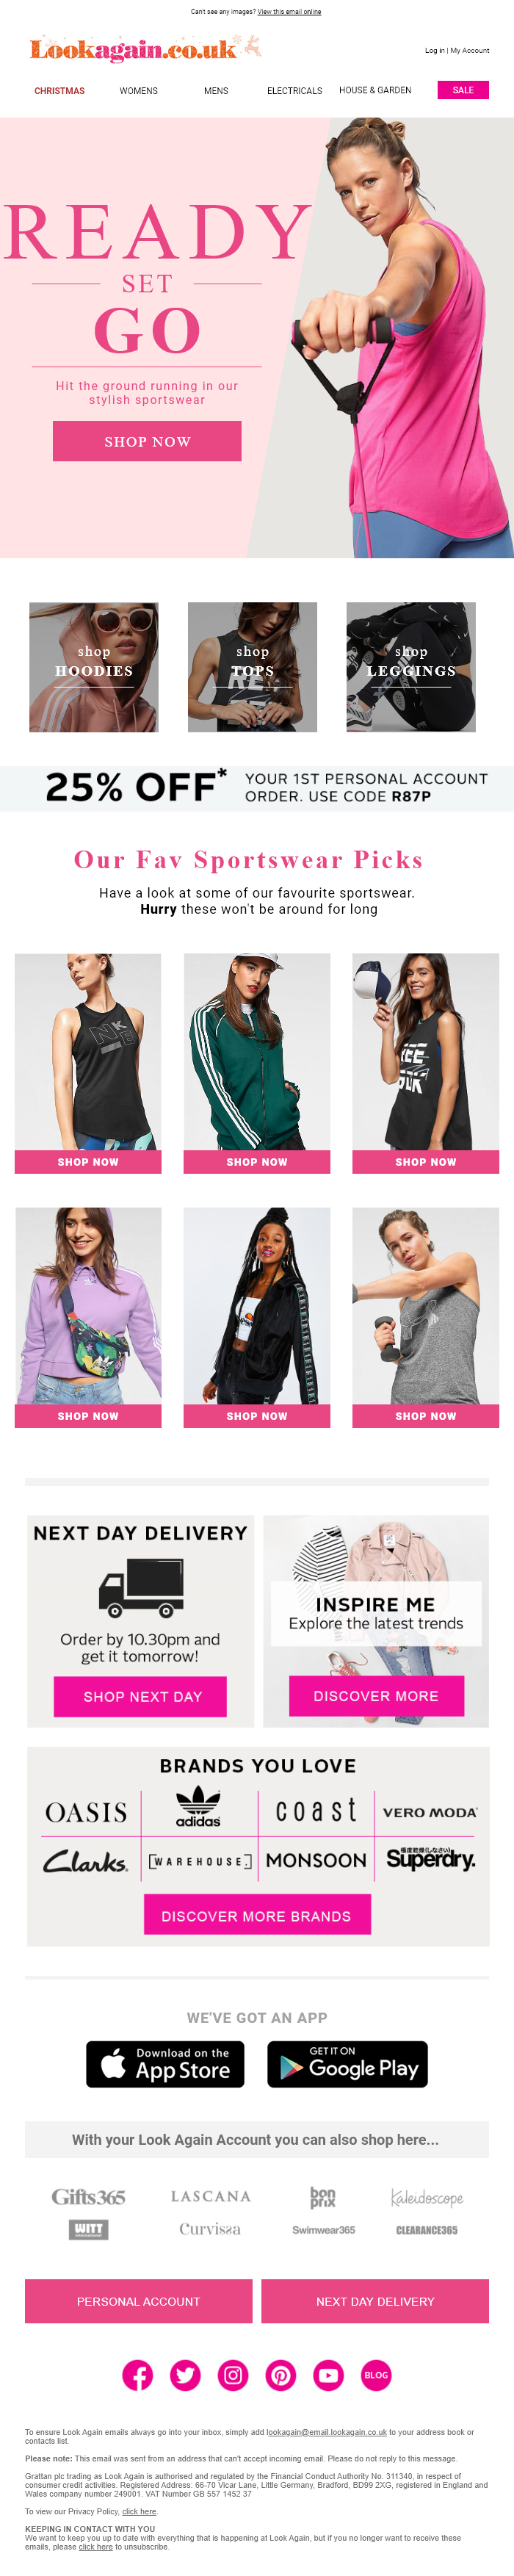 Can't see any images? View this email online
Lookagain.co.uk
Log in | My Account
CHRISTMAS WOMENS MENS ELECTRICALS HOUSE & GARDEN SALE
READY
SET
GO
Hit the ground running in our
stylish sportswear
SHOP NOW
shop
HOODIES
shop
TOPS
shop
LEGGINGS
25% OFF* YOUR 1ST PERSONAL ACCOUNT
ORDER. USE CODE R87P
Our Fav Sportswear Picks
Have a look at some of our favourite sportswear.
Hurry these won't be around for long
SHOP NOW SHOP NOW SHOP NOW
SHOP NOW SHOP NOW SHOP NOW
NEXT DAY DELIVERY
Order by 10.30pm and
get it tomorrow!
SHOP NEXT DAY
INSPIRE ME
Explore the latest trends
DISCOVER MORE
BRANDS YOU LOVE
OASIS adidas coast VERO MODA
Clarks. [WAREHOUSE.] MONSOON Superdry.
DISCOVER MORE BRANDS
WE'VE GOT AN APP
Download on the
App Store
GET IT ON
Google Play
With your Look Again Account you can also shop here...
Gifts365 LASCANA bon prix Kaleidoscope
WITT Curvissa Swimwear365 CLEARANCE365
PERSONAL ACCOUNT NEXT DAY DELIVERY
BLOG
To ensure Look Again emails always go into your inbox, simply add lookagain@email.lookagain.co.uk to your address book or
contacts list.
Please note: This email was sent from an address that can't accept incoming email. Please do not reply to this message.
Grattan plc trading as Look Again is authorised and regulated by the Financial Conduct Authority No. 311340, in respect of
consumer credit activities. Registered Address: 66-70 Vicar Lane, Little Germany, Bradford, BD99 2XG, registered in England and
Wales company number 249001. VAT Number GB 557 1452 37
To view our Privacy Policy, click here.
KEEPING IN CONTACT WITH YOU
We want to keep you up to date with everything that is happening at Look Again, but if you no longer want to receive these
emails, please click here to unsubscribe.